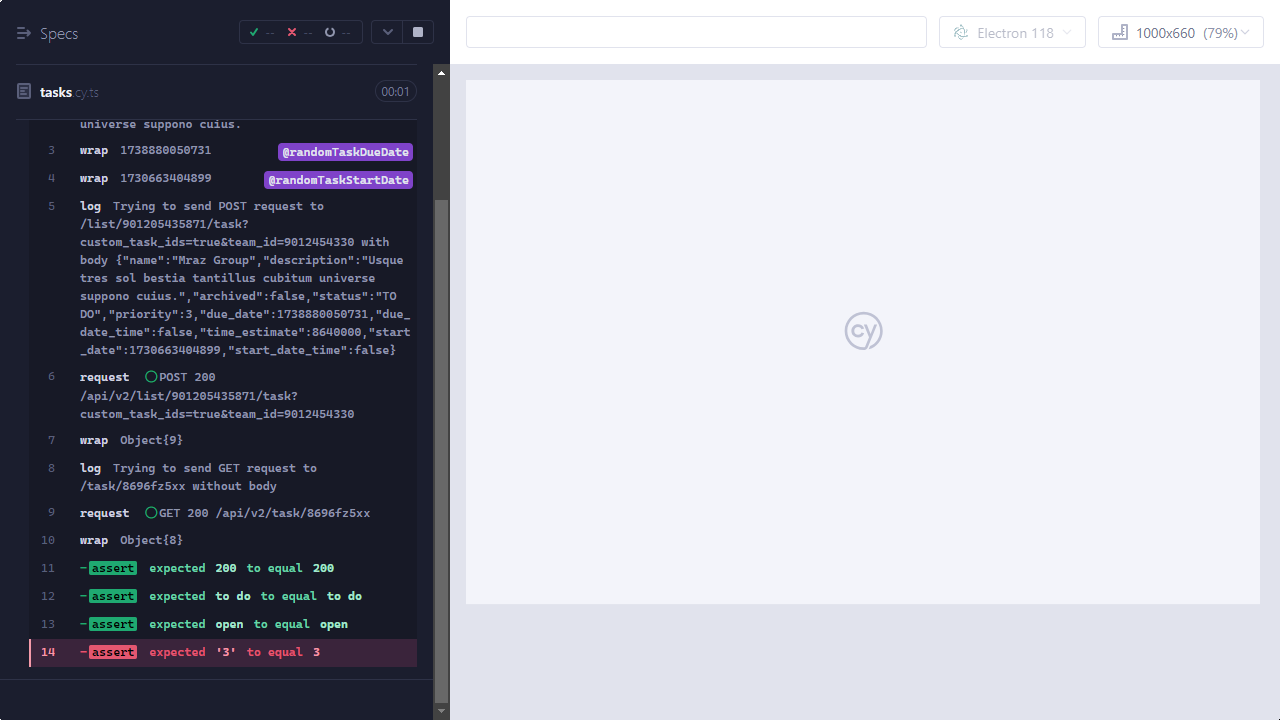 Specs
--
--
--
Electron 118
1000x660 (79%)
tasks.cy.ts
00:01
universe suppono cuius.
3 wrap 1738880050731 @randomTaskDueDate
4 wrap 1730663404899 @randomTaskStartDate
5 log Trying to send POST request to
/list/901205435871/task?
custom_task_ids=true&team_id=9012454330 with
body {"name":"Mraz Group","description":"Usque
tres sol bestia tantillus cubitum universe
suppono cuius.","archived":false,"status":"TO
DO","priority":3,"due_date":1738880050731,"due_
date_time":false,"time_estimate":8640000,"start
_date":1730663404899,"start_date_time":false}
6 request POST 200
/api/v2/list/901205435871/task?
custom_task_ids=true&team_id=9012454330
7 wrap Object{9}
8 log Trying to send GET request to
/task/8696fz5xx without body
9 request GET 200 /api/v2/task/8696fz5xx
10 wrap Object{8}
11 -assert expected 200 to equal 200
12 -assert expected to do to equal to do
13 -assert expected open to equal open
14 -assert expected '3' to equal 3
cy